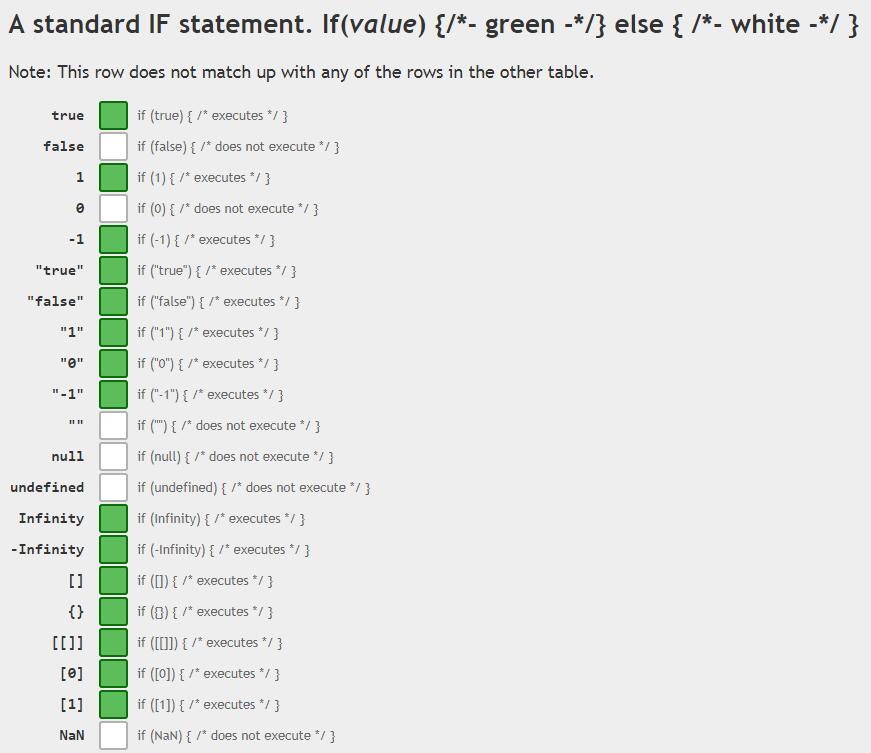 A standard IF statement. If(value) {/*- green -*/} else { /*- white -*/ }
Note: This row does not match up with any of the rows in the other table.
true if (true) { /* executes */ }
false if (false) { /* does not execute */ }
1 if (1) { /* executes */ }
0 if (0) { /* does not execute */ }
-1 if (-1) { /* executes */ }
"true" if ("true") { /* executes */ }
"false" if ("false") { /* executes */ }
"1" if ("1") { /* executes */ }
"0" if ("0") { /* executes */ }
"-1" if ("-1") { /* executes */ }
"" if ("") { /* does not execute */ }
null if (null) { /* does not execute */ }
undefined if (undefined) { /* does not execute */ }
Infinity if (Infinity) { /* executes */ }
-Infinity if (-Infinity) { /* executes */ }
[] if ([]) { /* executes */ }
{} if ({}) { /* executes */ }
[[]] if ([[]]) { /* executes */ }
[0] if ([0]) { /* executes */ }
[1] if ([1]) { /* executes */ }
NaN if (NaN) { /* does not execute */ }